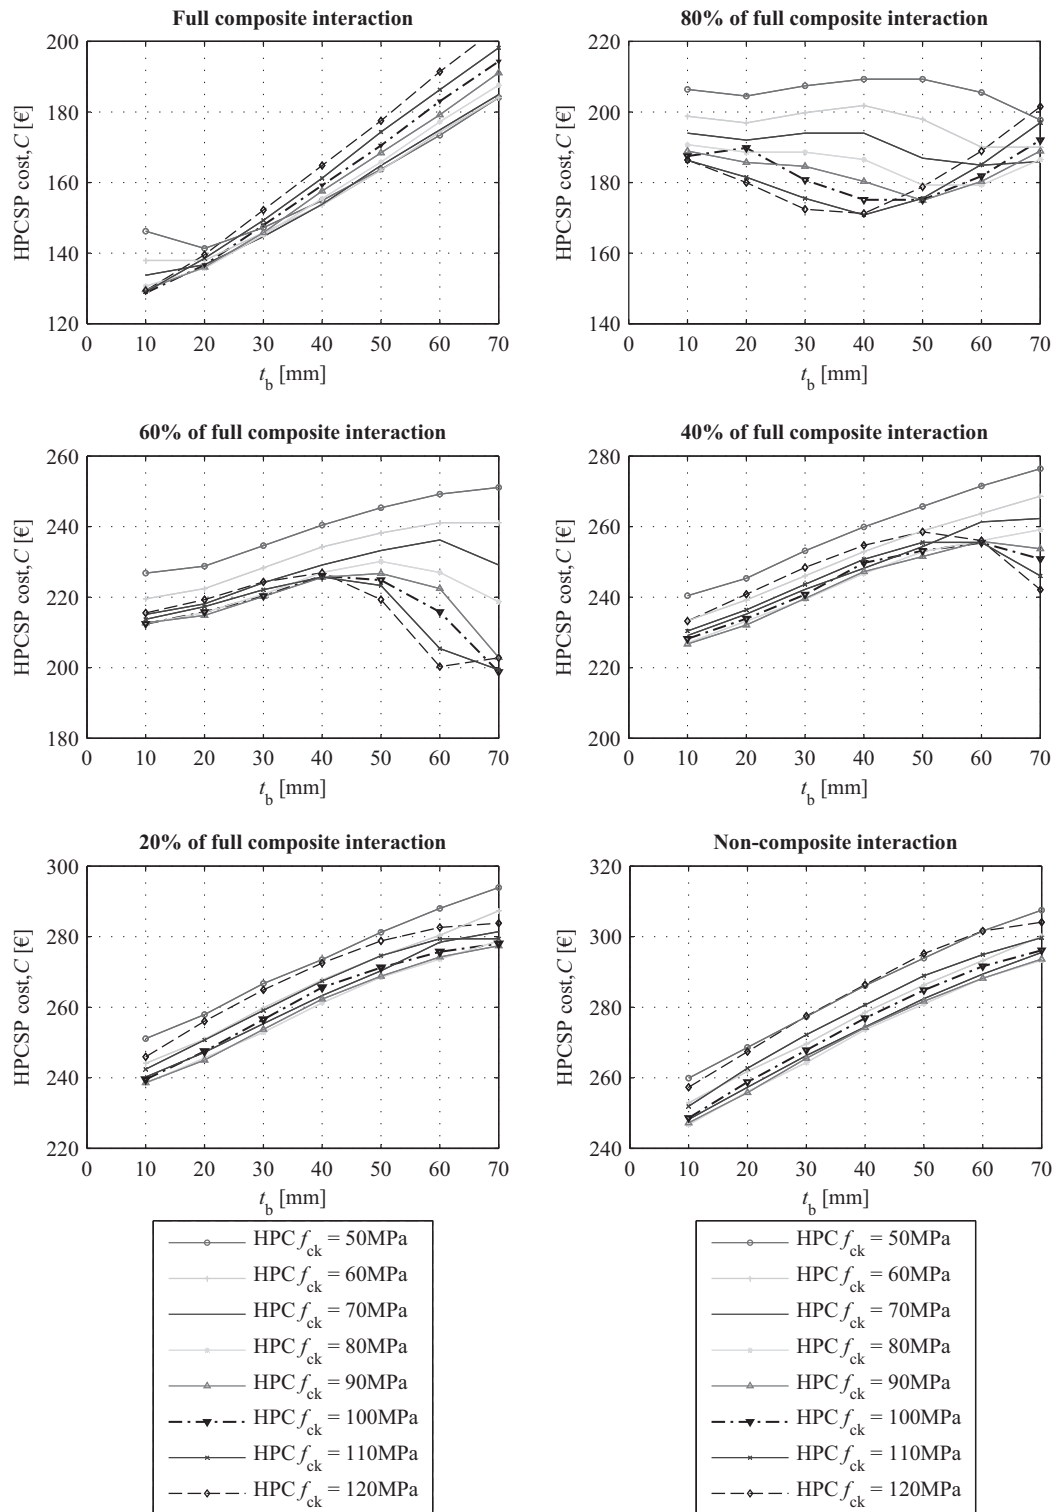 Full composite interaction
HPCSP cost, C [€]
200
180
160
140
120
0 10 20 30 40 50 60 70
t_b [mm]
80% of full composite interaction
HPCSP cost, C [€]
220
200
180
160
140
0 10 20 30 40 50 60 70
t_b [mm]
60% of full composite interaction
HPCSP cost, C [€]
260
240
220
200
180
0 10 20 30 40 50 60 70
t_b [mm]
40% of full composite interaction
HPCSP cost, C [€]
280
260
240
220
200
0 10 20 30 40 50 60 70
t_b [mm]
20% of full composite interaction
HPCSP cost, C [€]
300
280
260
240
220
0 10 20 30 40 50 60 70
t_b [mm]
Non-composite interaction
HPCSP cost, C [€]
320
300
280
260
240
0 10 20 30 40 50 60 70
t_b [mm]
HPC f_ck = 50MPa
HPC f_ck = 60MPa
HPC f_ck = 70MPa
HPC f_ck = 80MPa
HPC f_ck = 90MPa
HPC f_ck = 100MPa
HPC f_ck = 110MPa
HPC f_ck = 120MPa
HPC f_ck = 50MPa
HPC f_ck = 60MPa
HPC f_ck = 70MPa
HPC f_ck = 80MPa
HPC f_ck = 90MPa
HPC f_ck = 100MPa
HPC f_ck = 110MPa
HPC f_ck = 120MPa